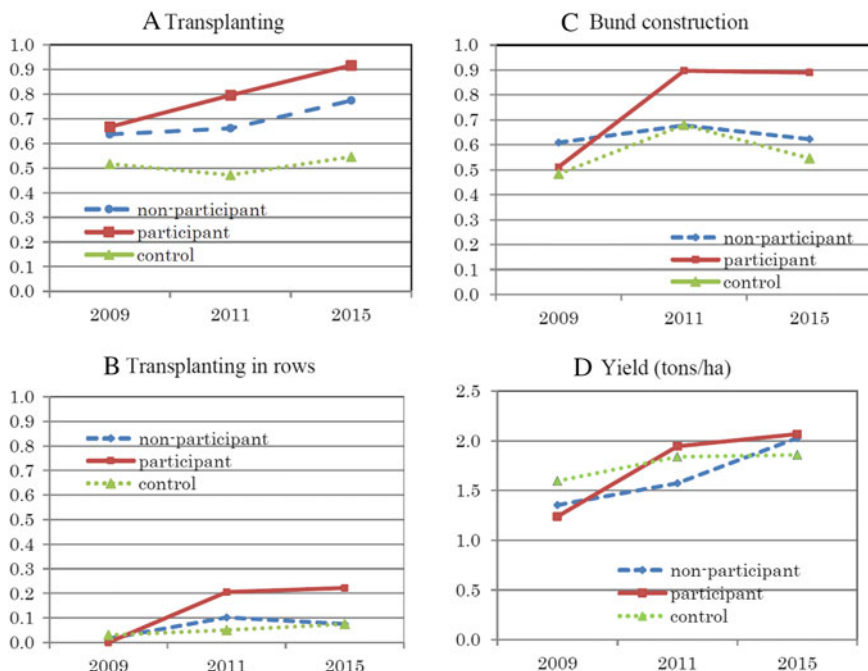 A Transplanting
1.0
0.9
0.8
0.7
0.6
0.5
0.4
0.3
0.2
0.1
0.0
non-participant
participant
control
2009 2011 2015
B Transplanting in rows
1.0
0.9
0.8
0.7
0.6
0.5
0.4
0.3
0.2
0.1
0.0
non-participant
participant
control
2009 2011 2015
C Bund construction
1.0
0.9
0.8
0.7
0.6
0.5
0.4
0.3
0.2
0.1
0.0
non-participant
participant
control
2009 2011 2015
D Yield (tons/ha)
2.5
2.0
1.5
1.0
0.5
0.0
non-participant
participant
control
2009 2011 2015